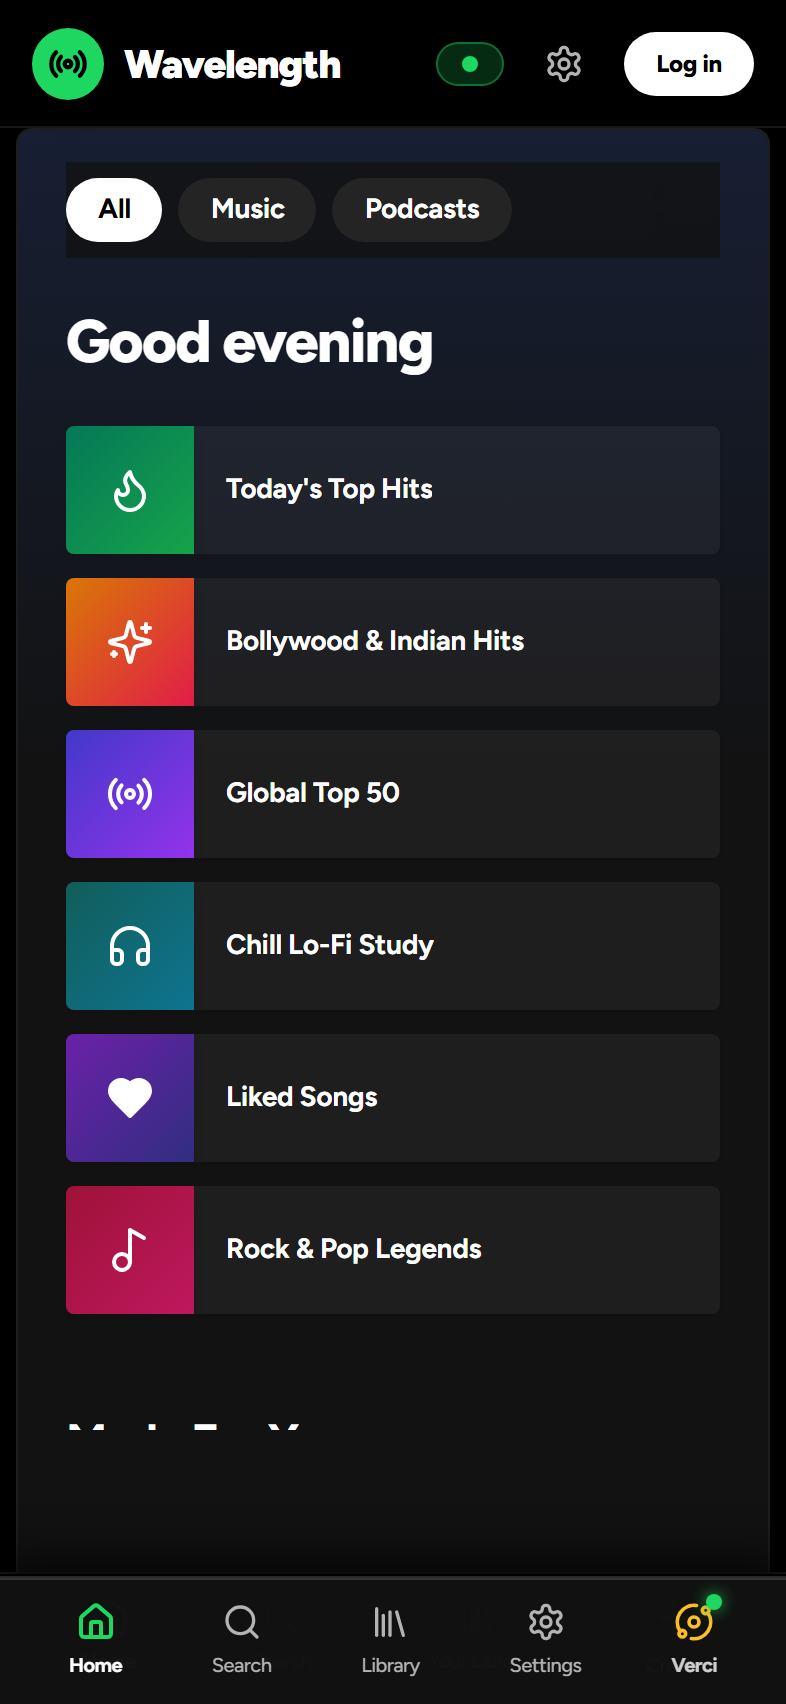 Wavelength
Log in
All Music Podcasts
Good evening
Today's Top Hits
Bollywood & Indian Hits
Global Top 50
Chill Lo-Fi Study
Liked Songs
Rock & Pop Legends
Home Search Library Settings Verci